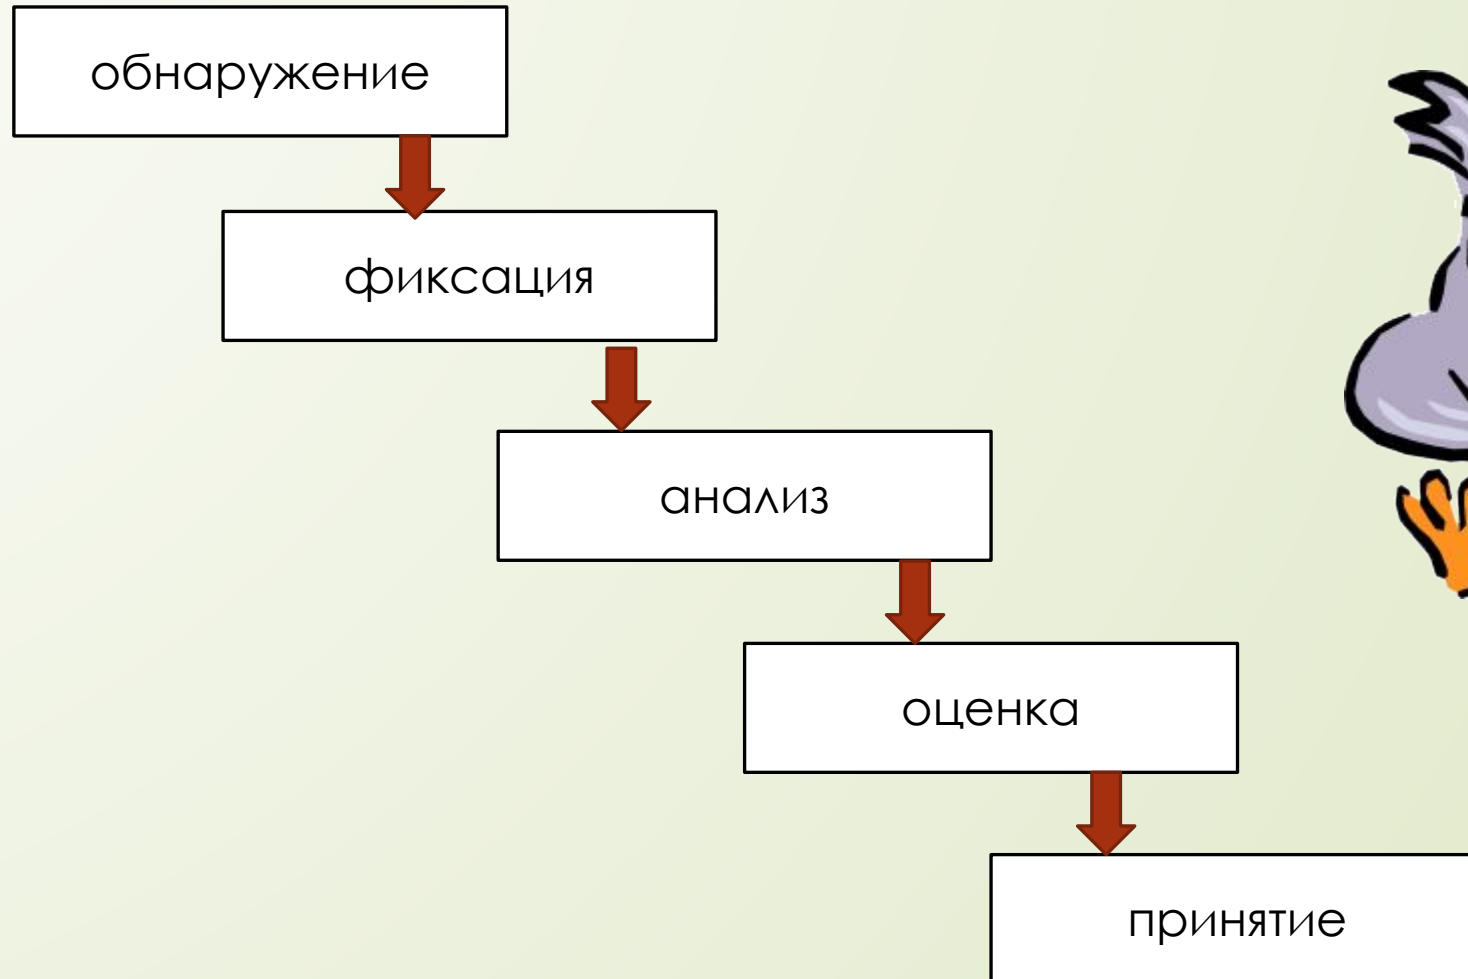 обнаружение
фиксация
анализ
оценка
принятие